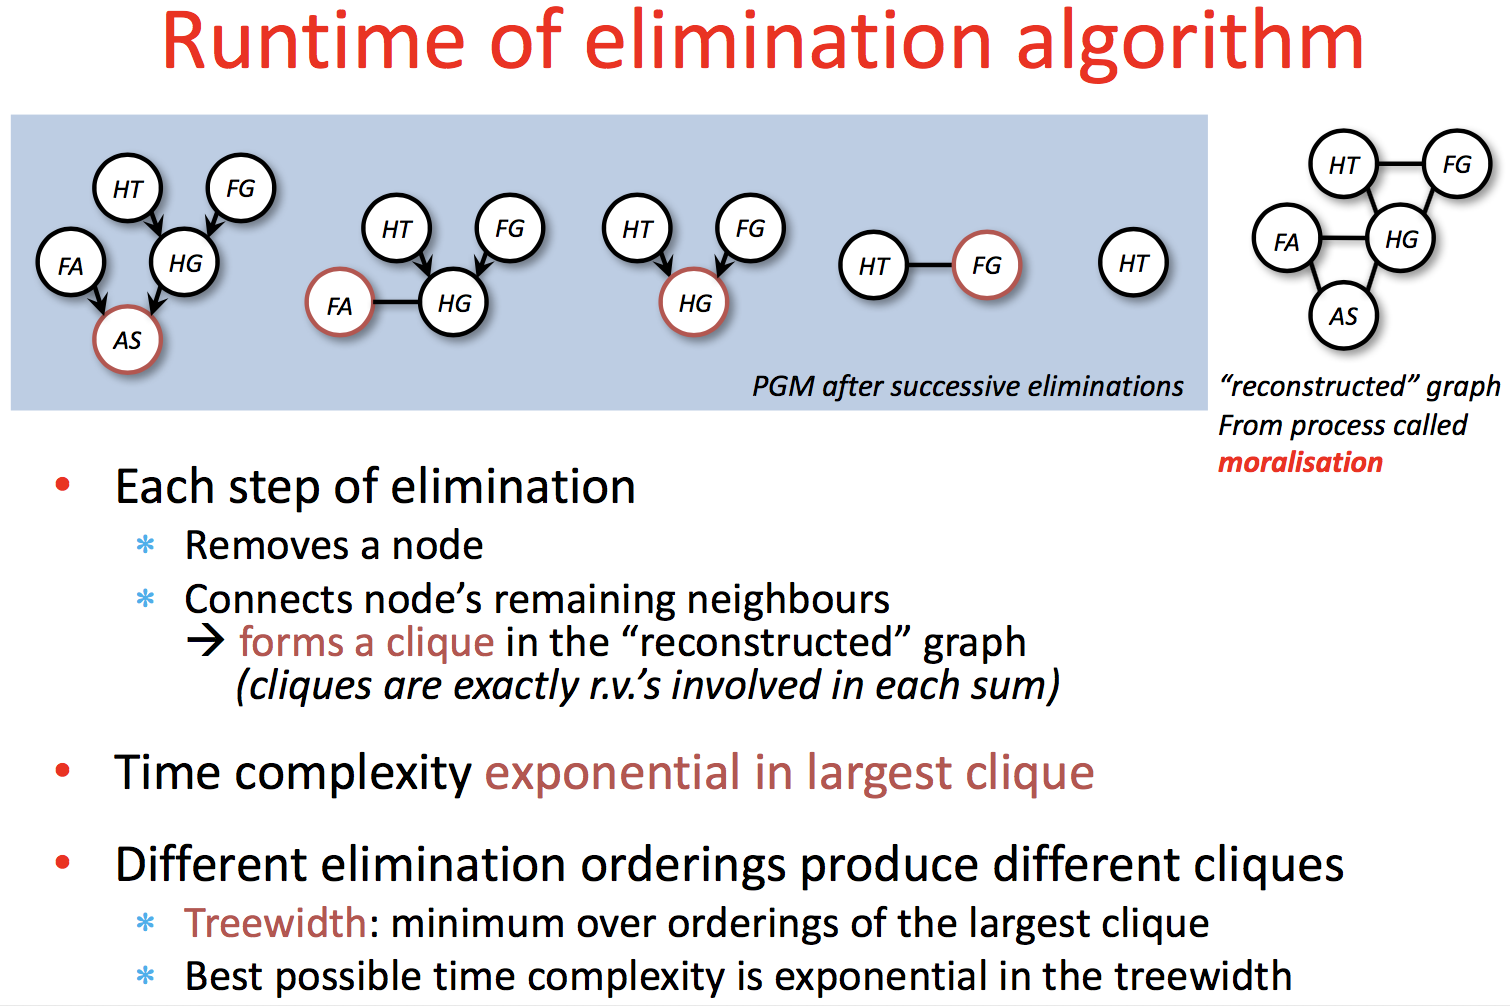 Runtime of elimination algorithm
HT FG
FA HG
AS
HT FG
FA HG
HT FG
HG
HT FG
HT
PGM after successive eliminations
HT FG
FA HG
AS
“reconstructed” graph
From process called
moralisation
• Each step of elimination
* Removes a node
* Connects node’s remaining neighbours
→ forms a clique in the “reconstructed” graph
(cliques are exactly r.v.’s involved in each sum)
• Time complexity exponential in largest clique
• Different elimination orderings produce different cliques
* Treewidth: minimum over orderings of the largest clique
* Best possible time complexity is exponential in the treewidth